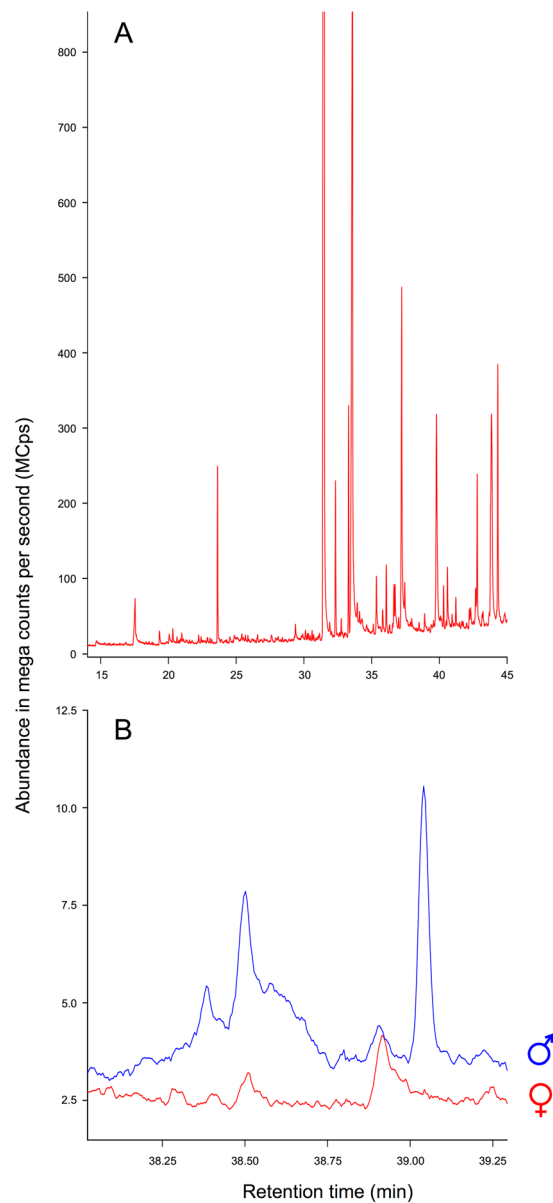 A
800
700
600
500
400
300
200
100
0
15 20 25 30 35 40 45
Abundance in mega counts per second (MCps)
B
12.5
10.0
7.5
5.0
2.5
♂
♀
38.25 38.50 38.75 39.00 39.25
Retention time (min)